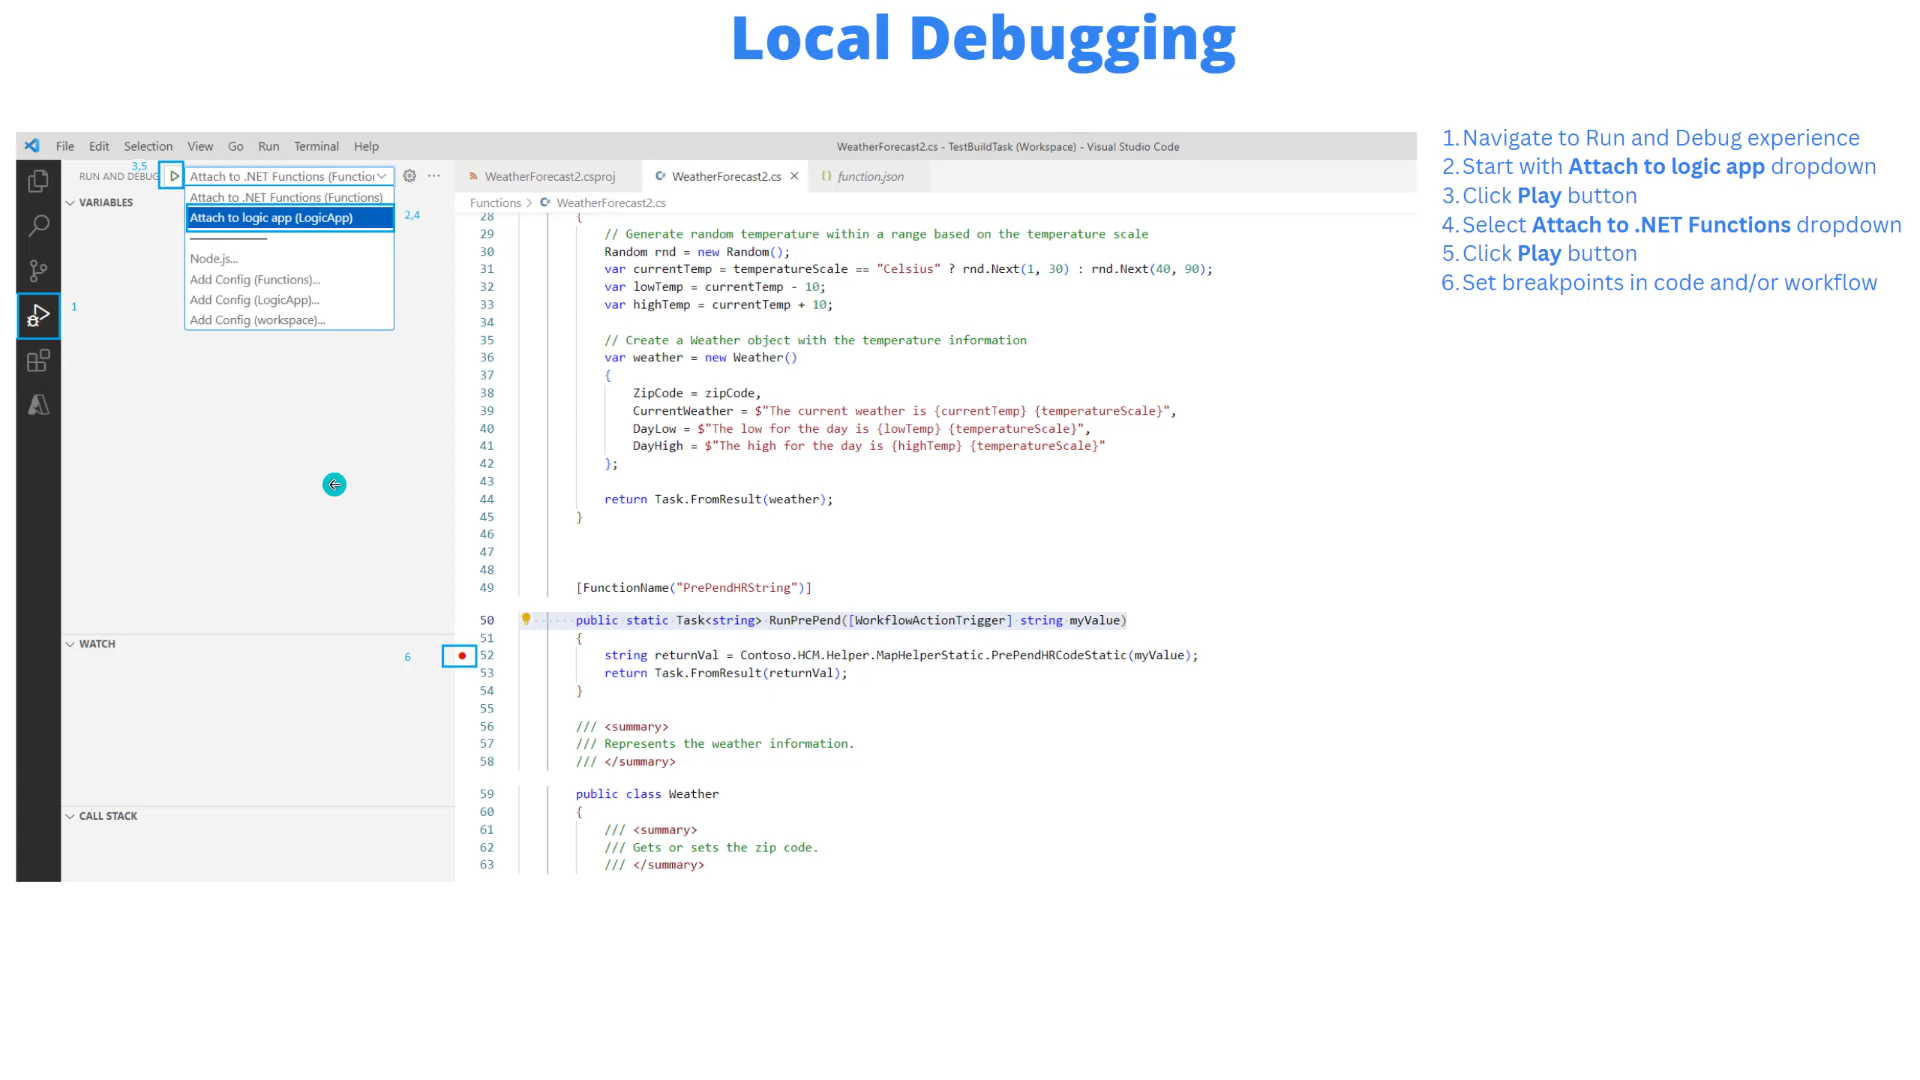 Local Debugging
File Edit Selection View Go Run Terminal Help
WeatherForecast2.cs - TestBuildTask (Workspace) - Visual Studio Code
3,5
RUN AND DEBUG
Attach to .NET Functions (Function
Attach to .NET Functions (Functions)
Attach to logic app (LogicApp)
2,4
Node.js...
Add Config (Functions)...
Add Config (LogicApp)...
Add Config (workspace)...
1
VARIABLES
WATCH
6
CALL STACK
WeatherForecast2.csproj
WeatherForecast2.cs
function.json
Functions > WeatherForecast2.cs
28 {
29 // Generate random temperature within a range based on the temperature scale
30 Random rnd = new Random();
31 var currentTemp = temperatureScale == "Celsius" ? rnd.Next(1, 30) : rnd.Next(40, 90);
32 var lowTemp = currentTemp - 10;
33 var highTemp = currentTemp + 10;
34
35 // Create a Weather object with the temperature information
36 var weather = new Weather()
37 {
38 ZipCode = zipCode,
39 CurrentWeather = $"The current weather is {currentTemp} {temperatureScale}",
40 DayLow = $"The low for the day is {lowTemp} {temperatureScale}",
41 DayHigh = $"The high for the day is {highTemp} {temperatureScale}"
42 };
43
44 return Task.FromResult(weather);
45 }
46
47
48
49 [FunctionName("PrePendHRString")]
50 public static Task<string> RunPrePend([WorkflowActionTrigger] string myValue)
51 {
52 string returnVal = Contoso.HCM.Helper.MapHelperStatic.PrePendHRCodeStatic(myValue);
53 return Task.FromResult(returnVal);
54 }
55
56 /// <summary>
57 /// Represents the weather information.
58 /// </summary>
59 public class Weather
60 {
61 /// <summary>
62 /// Gets or sets the zip code.
63 /// </summary>
1. Navigate to Run and Debug experience
2. Start with Attach to logic app dropdown
3. Click Play button
4. Select Attach to .NET Functions dropdown
5. Click Play button
6. Set breakpoints in code and/or workflow